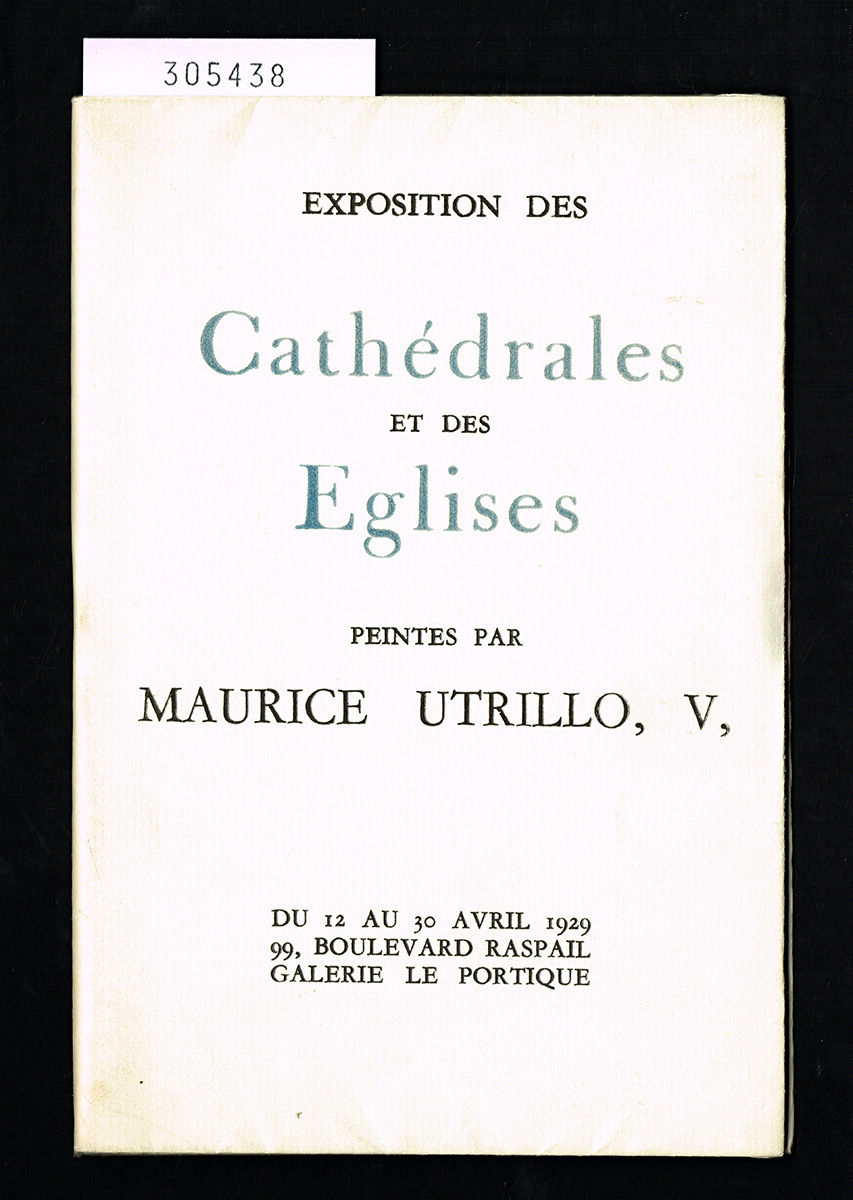 305438
EXPOSITION DES
Cathédrales
ET DES
Eglises
PEINTES PAR
MAURICE UTRILLO, V,
DU 12 AU 30 AVRIL 1929
99, BOULEVARD RASPAIL
GALERIE LE PORTIQUE